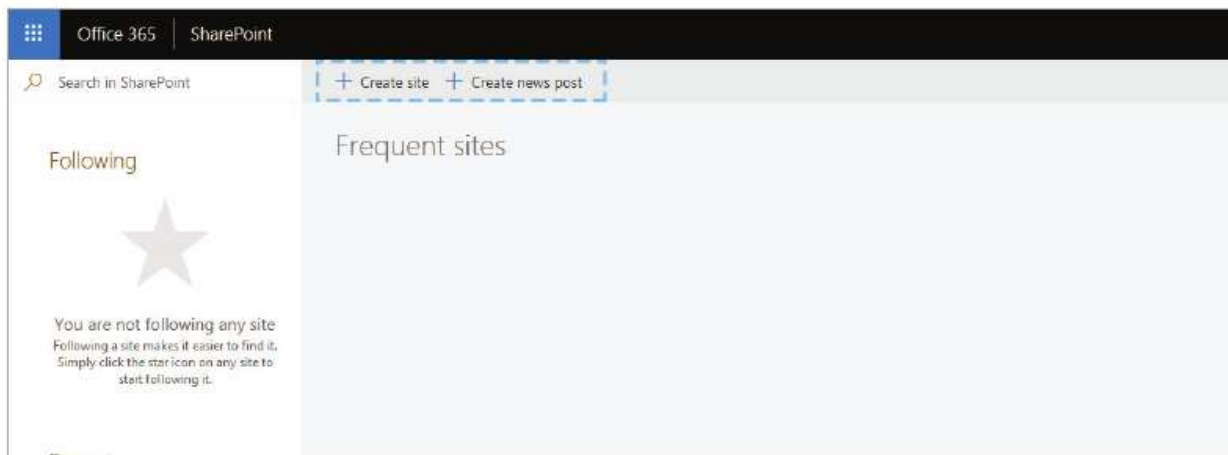 Office 365 SharePoint
Search in SharePoint
+ Create site + Create news post
Following
You are not following any site
Following a site makes it easier to find it.
Simply click the star icon on any site to
start following it.
Frequent sites